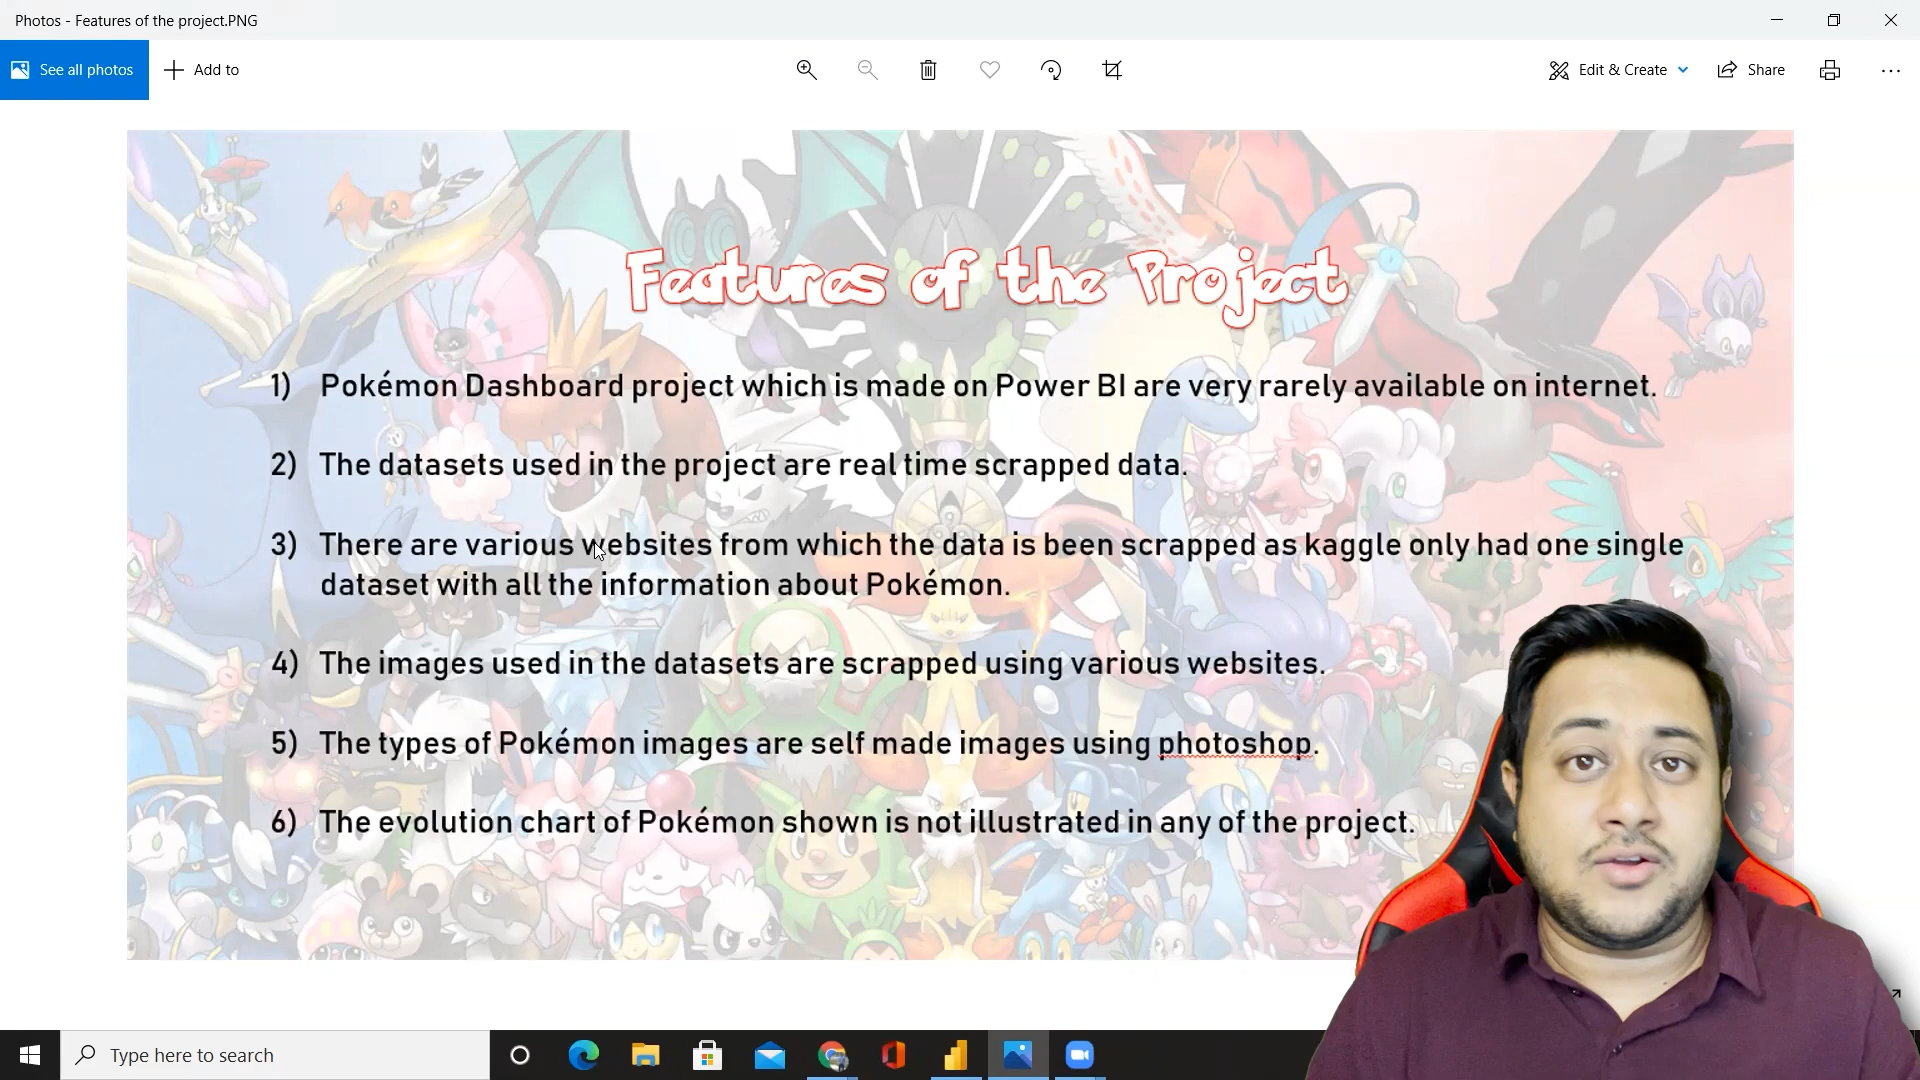 Photos - Features of the project.PNG
See all photos
Add to
Edit & Create
Share
Features of the Project
1) Pokémon Dashboard project which is made on Power BI are very rarely available on internet.
2) The datasets used in the project are real time scrapped data.
3) There are various websites from which the data is been scrapped as kaggle only had one single
dataset with all the information about Pokémon.
4) The images used in the datasets are scrapped using various websites.
5) The types of Pokémon images are self made images using photoshop.
6) The evolution chart of Pokémon shown is not illustrated in any of the project.
Type here to search